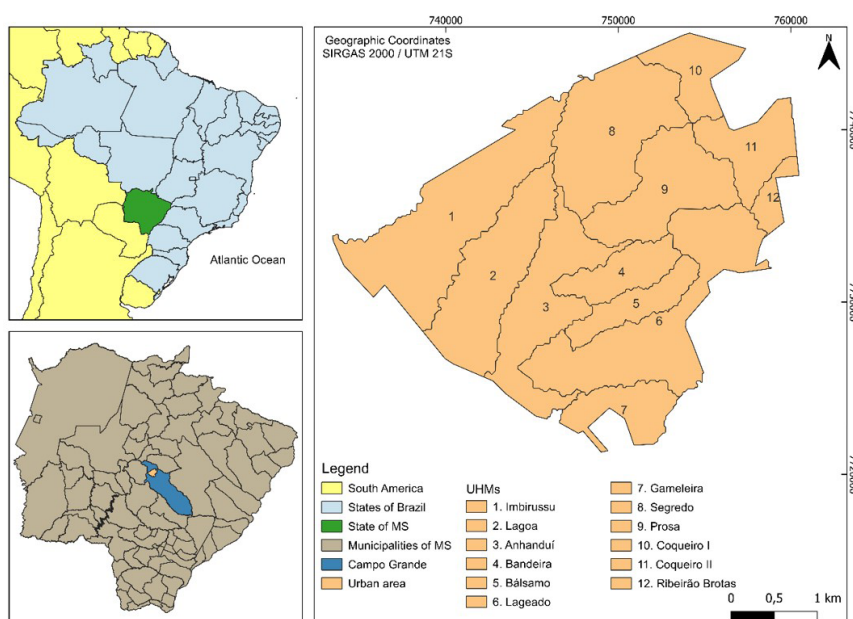 740000 750000 760000
Geographic Coordinates
SIRGAS 2000 / UTM 21S
N
Atlantic Ocean
10
8
11
9
12
1
2
4
3
5
6
7
7740000
7730000
7720000
Legend
South America
States of Brazil
State of MS
Municipalities of MS
Campo Grande
Urban area
UHMs
1. Imbirussu
2. Lagoa
3. Anhanduí
4. Bandeira
5. Bálsamo
6. Lageado
7. Gameleira
8. Segredo
9. Prosa
10. Coqueiro I
11. Coqueiro II
12. Ribeirão Brotas
0 0,5 1 km